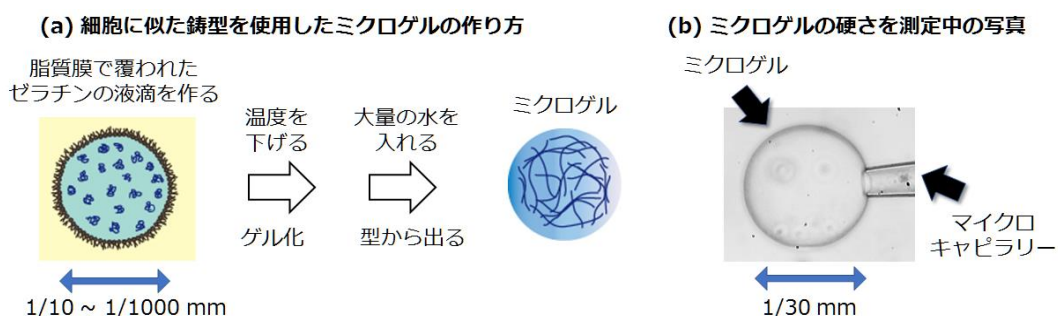 (a) 細胞に似た鋳型を使用したミクロゲルの作り方
脂質膜で覆われた
ゼラチンの液滴を作る
温度を
下げる
ゲル化
大量の水を
入れる
型から出る
ミクロゲル
1/10 ~ 1/1000 mm
(b) ミクロゲルの硬さを測定中の写真
ミクロゲル
マイクロ
キャピラリー
1/30 mm